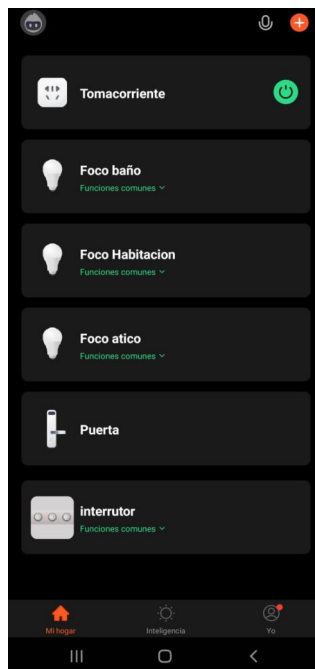 Tomacorriente
Foco baño
Funciones comunes
Foco Habitacion
Funciones comunes
Foco atico
Funciones comunes
Puerta
interrutor
Funciones comunes
Mi hogar Inteligencia Yo